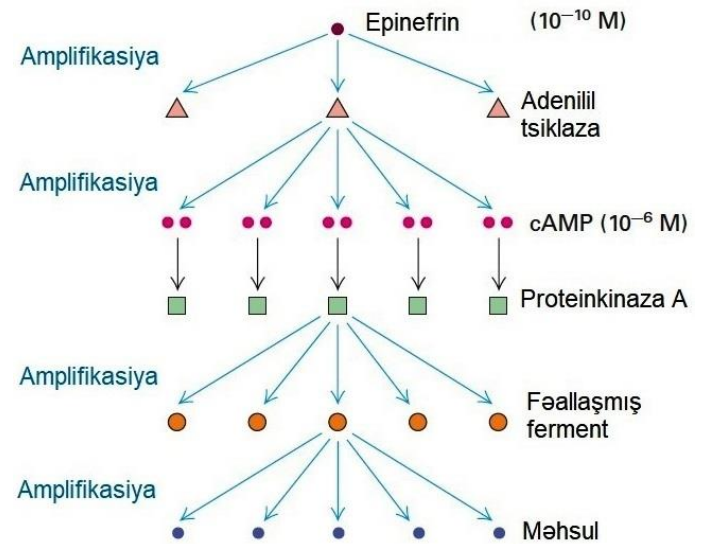 Epinefrin (10⁻¹⁰ M)
Amplifikasiya
Adenilil
tsiklaza
Amplifikasiya
cAMP (10⁻⁶ M)
Proteinkinaza A
Amplifikasiya
Fəallaşmış
ferment
Amplifikasiya
Məhsul